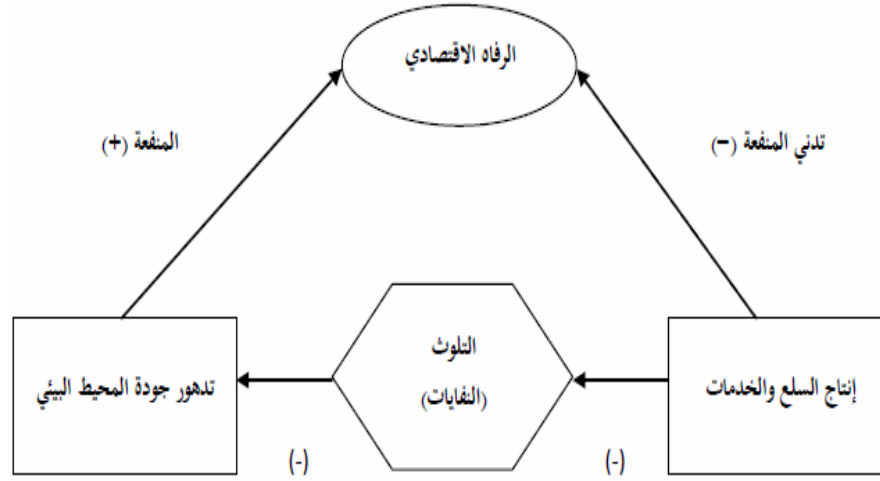 الرفاه الاقتصادي
تدني المنفعة (–)
المنفعة (+)
إنتاج السلع والخدمات
التلوث
(النفايات)
تدهور جودة المحيط البيئي
(-)
(-)